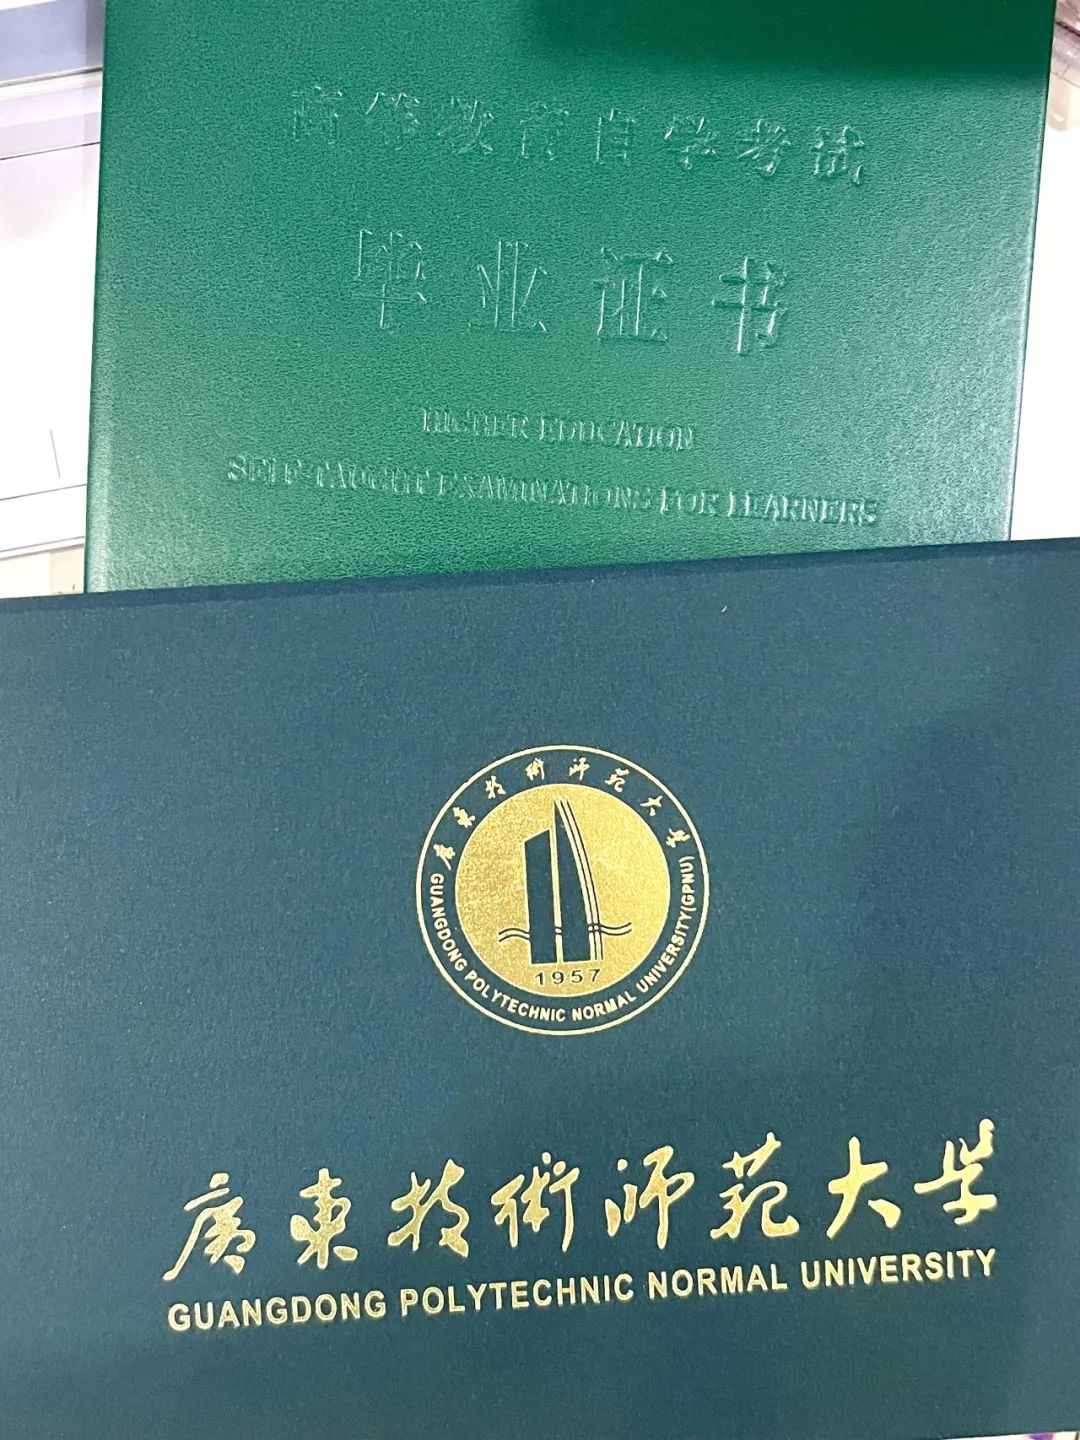 高等教育自学考试
毕业证书
HIGHER EDUCATION
SELF-TAUGHT EXAMINATIONS FOR LEARNERS
廣東技術师范大学
GUANGDONG POLYTECHNIC NORMAL UNIVERSITY(GPNU)
1957
廣東技術师范大学
GUANGDONG POLYTECHNIC NORMAL UNIVERSITY